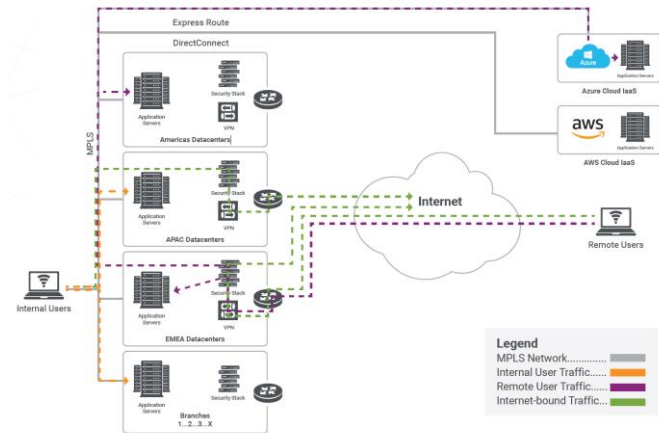 Express Route
DirectConnect
MPLS
Application
Servers
Security Stack
VPN
Americas Datacenters
Application
Servers
Security Stack
VPN
APAC Datacenters
Application
Servers
Security Stack
VPN
EMEA Datacenters
Application
Servers
Security Stack
Branches
1...2...3...X
Internal Users
Internet
Azure
Application Servers
Azure Cloud IaaS
aws
Application Servers
AWS Cloud IaaS
Remote Users
Legend
MPLS Network.............
Internal User Traffic......
Remote User Traffic.....
Internet-bound Traffic...